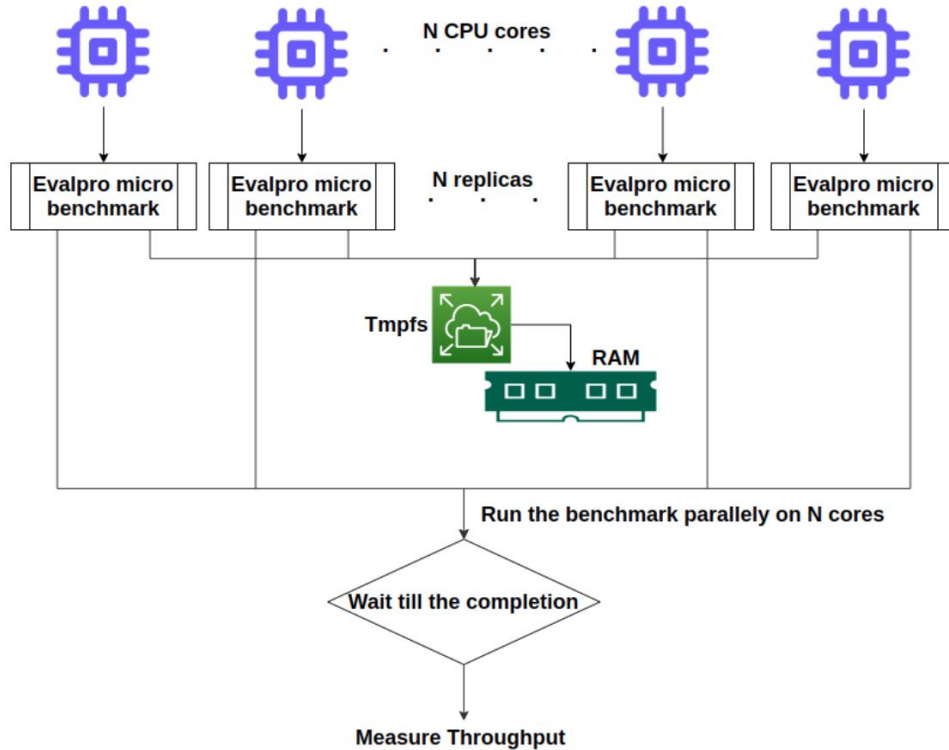 N CPU cores
Evalpro micro
benchmark
Evalpro micro
benchmark
N replicas
Evalpro micro
benchmark
Evalpro micro
benchmark
Tmpfs
RAM
Run the benchmark parallely on N cores
Wait till the completion
Measure Throughput